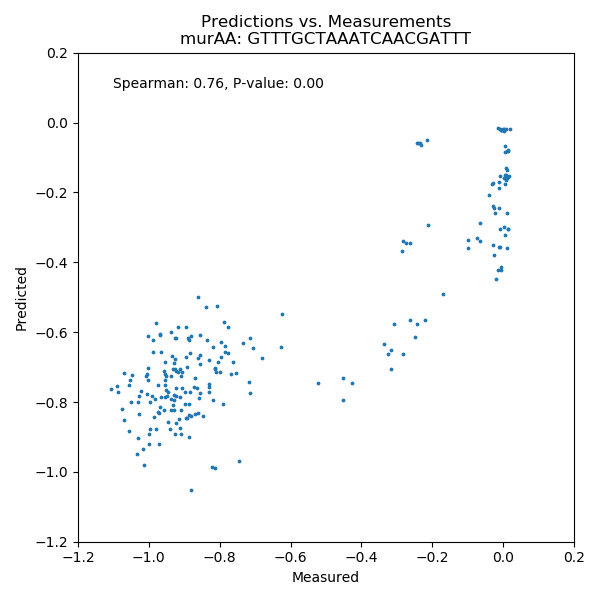 Predictions vs. Measurements
murAA: GTTTGCTAAATCAACGATTT
Spearman: 0.76, P-value: 0.00
0.2
0.0
−0.2
−0.4
−0.6
−0.8
−1.0
−1.2
Predicted
−1.2 −1.0 −0.8 −0.6 −0.4 −0.2 0.0 0.2
Measured